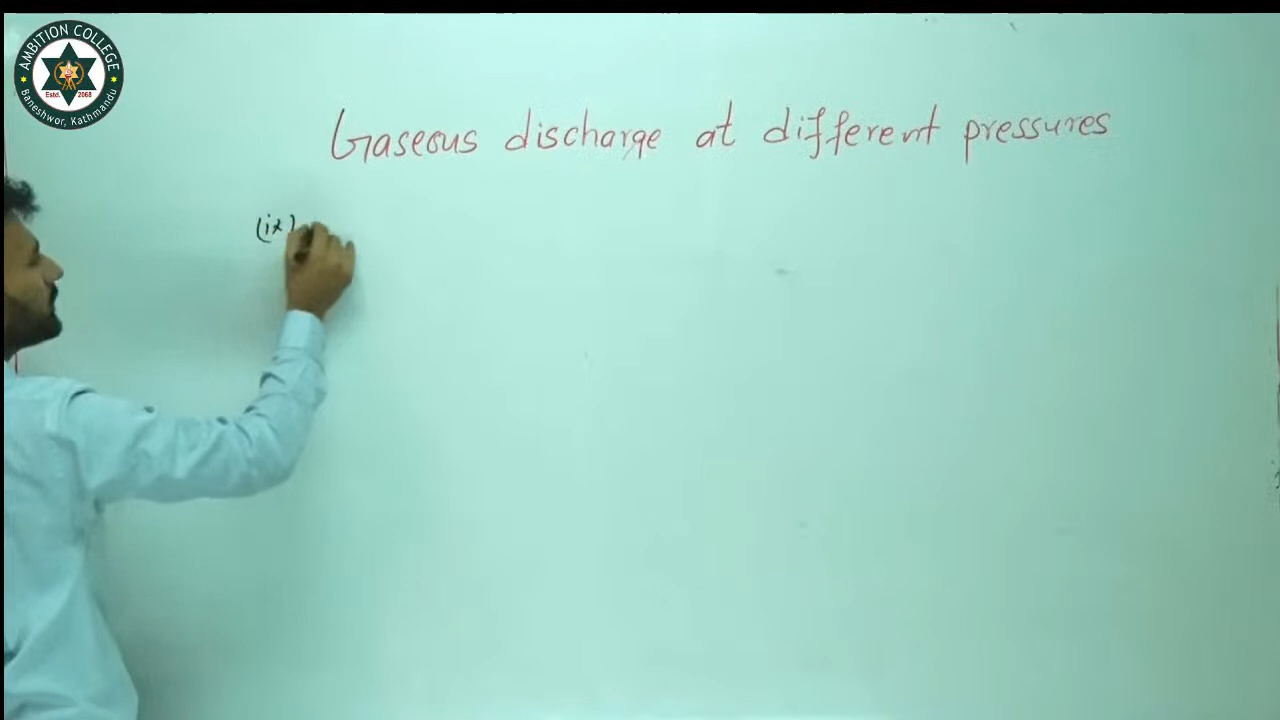 AMBITION COLLEGE
Estd. 2068
Baneshwor, Kathmandu
Gaseous discharge at different pressures
(ix)